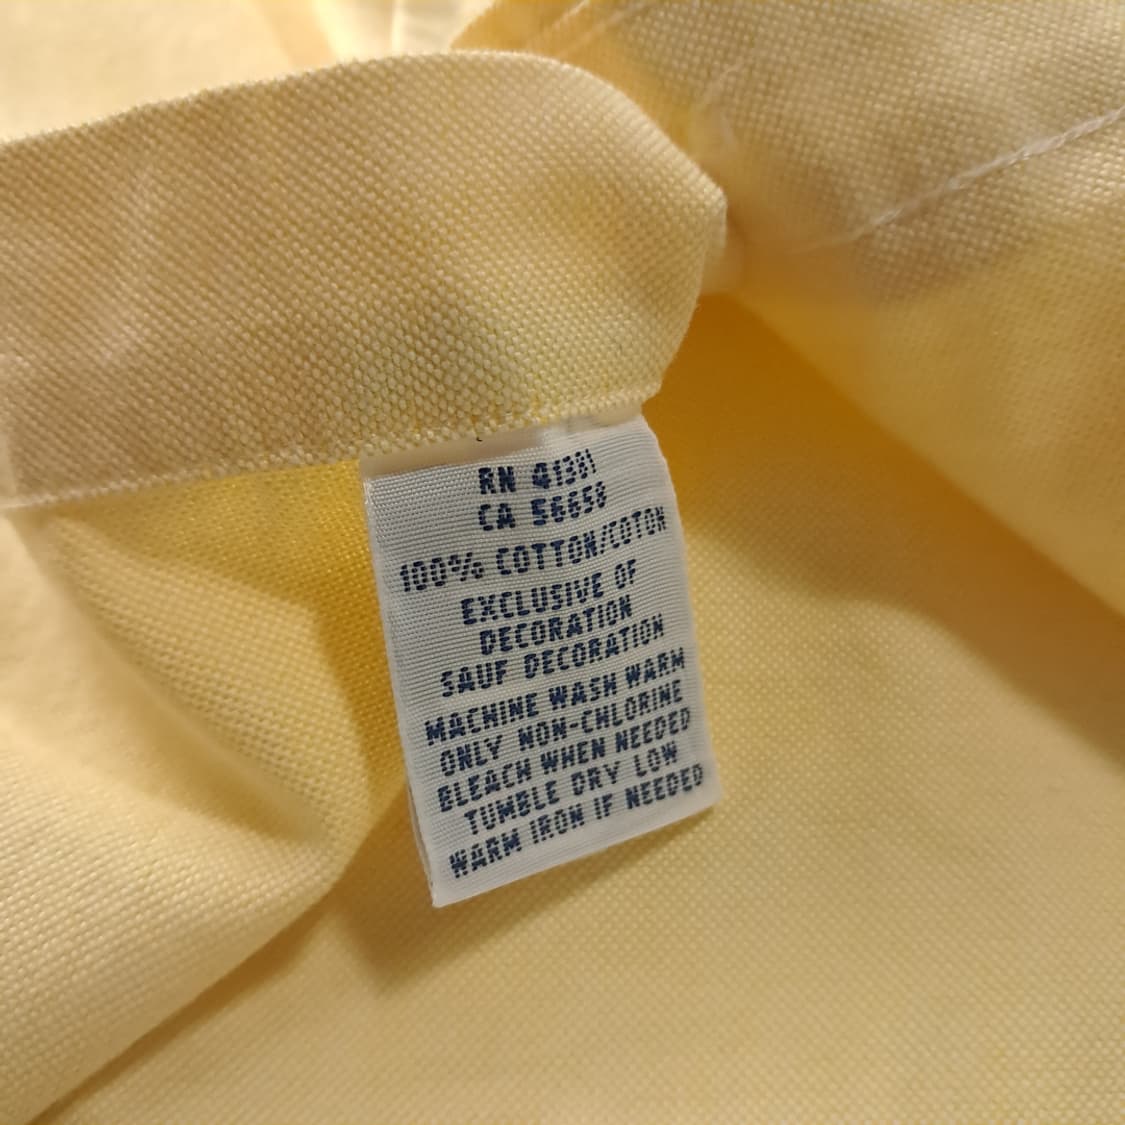 RN 41381
CA 56658
100% COTTON/COTON
EXCLUSIVE OF
DECORATION
SAUF DECORATION
MACHINE WASH WARM
ONLY NON-CHLORINE
BLEACH WHEN NEEDED
TUMBLE DRY LOW
WARM IRON IF NEEDED